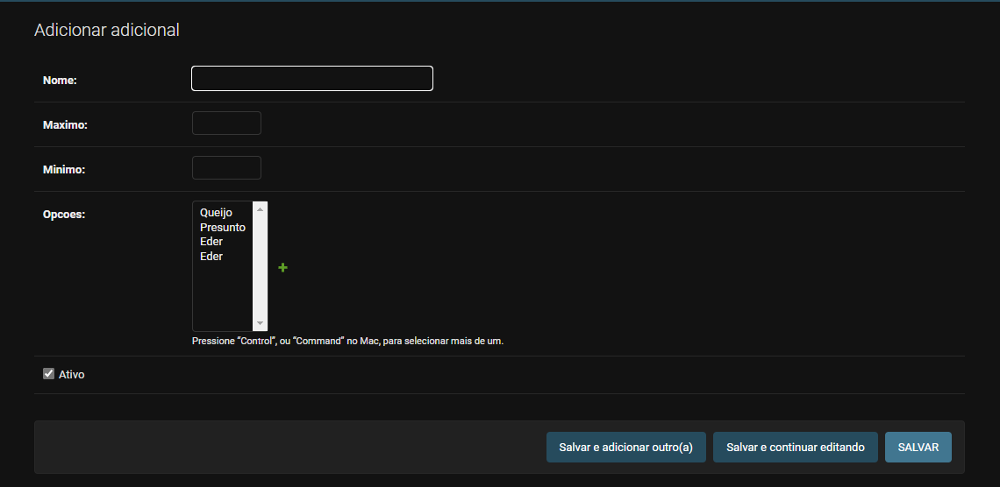 Adicionar adicional
Nome:
Maximo:
Minimo:
Opcoes:
Queijo
Presunto
Eder
Eder
Pressione “Control”, ou “Command” no Mac, para selecionar mais de um.
Ativo
Salvar e adicionar outro(a)
Salvar e continuar editando
SALVAR